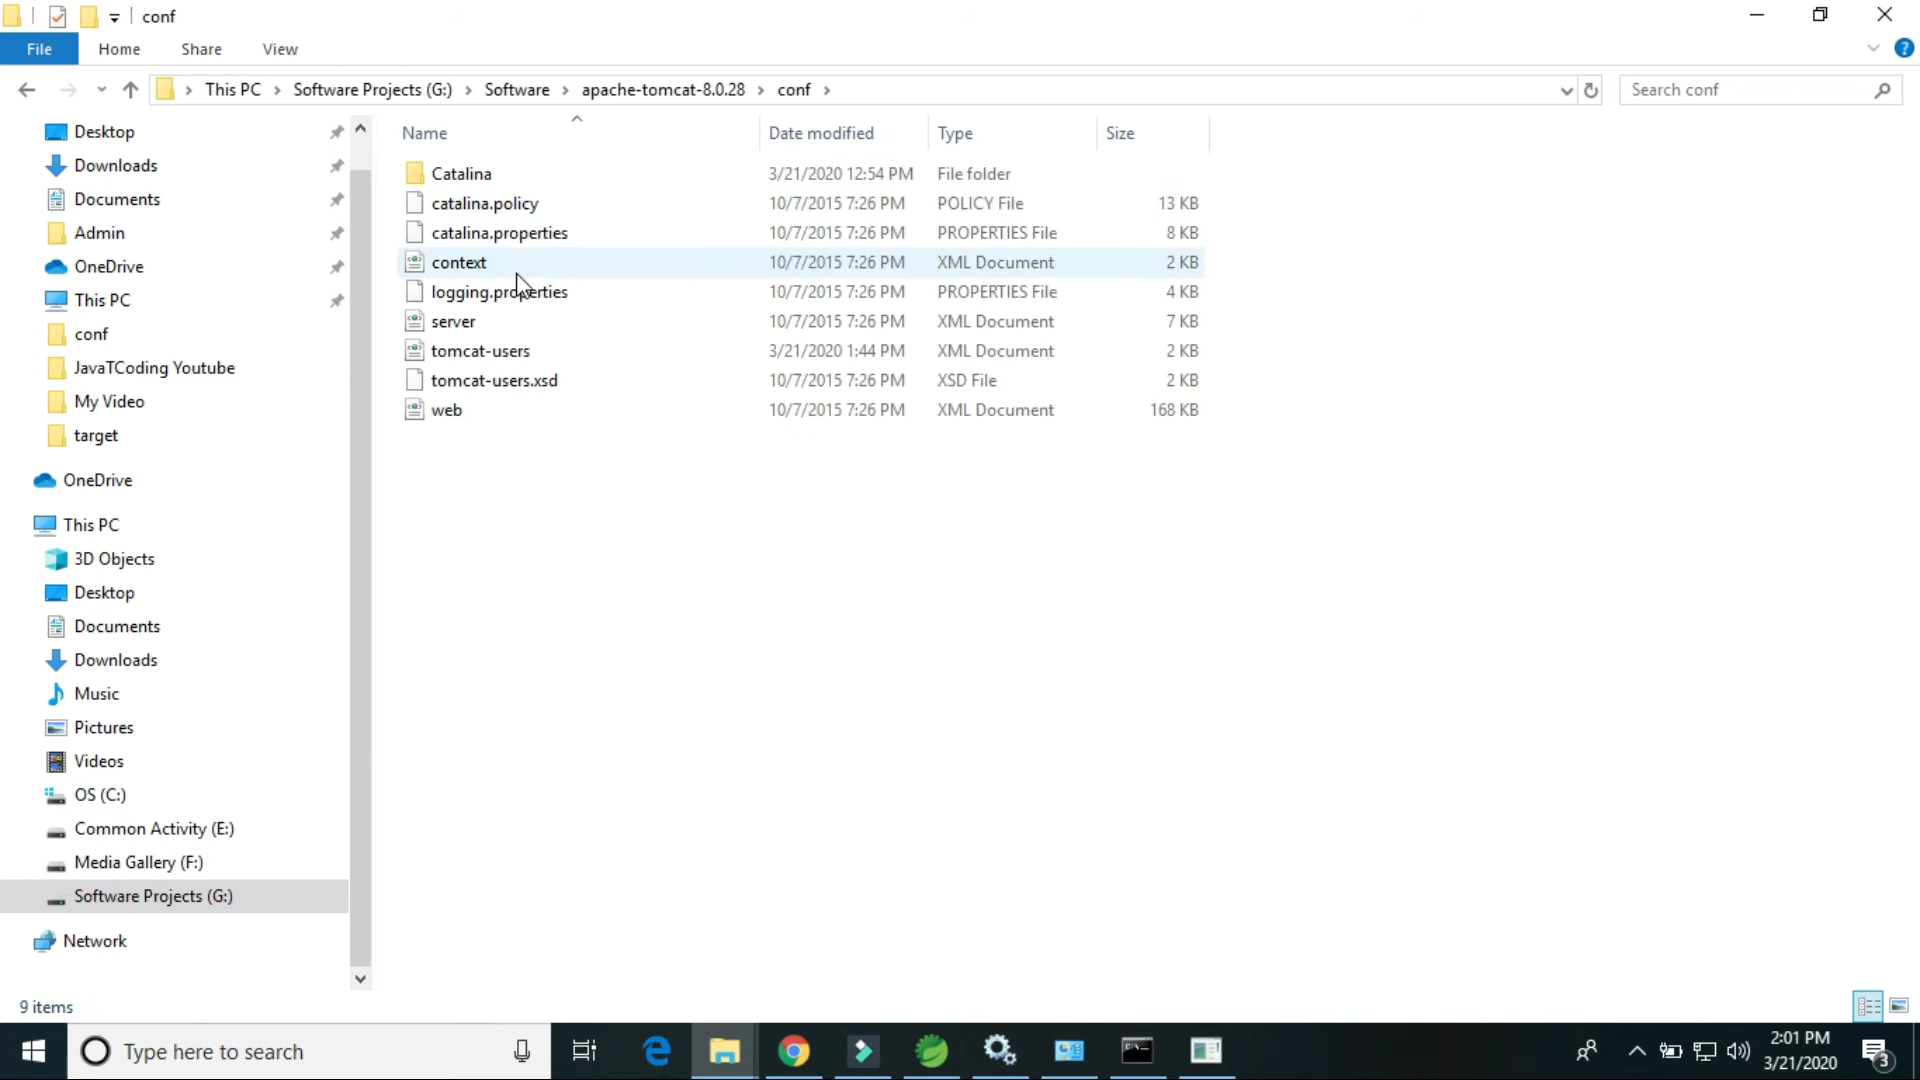 conf
File Home Share View
This PC Software Projects (G:) Software apache-tomcat-8.0.28 conf Search conf
Name Date modified Type Size
Desktop
Downloads
Documents
Admin
OneDrive
This PC
conf
JavaTCoding Youtube
My Video
target
OneDrive
This PC
3D Objects
Desktop
Documents
Downloads
Music
Pictures
Videos
OS (C:)
Common Activity (E:)
Media Gallery (F:)
Software Projects (G:)
Network
Catalina 3/21/2020 12:54 PM File folder
catalina.policy 10/7/2015 7:26 PM POLICY File 13 KB
catalina.properties 10/7/2015 7:26 PM PROPERTIES File 8 KB
context 10/7/2015 7:26 PM XML Document 2 KB
logging.properties 10/7/2015 7:26 PM PROPERTIES File 4 KB
server 10/7/2015 7:26 PM XML Document 7 KB
tomcat-users 3/21/2020 1:44 PM XML Document 2 KB
tomcat-users.xsd 10/7/2015 7:26 PM XSD File 2 KB
web 10/7/2015 7:26 PM XML Document 168 KB
9 items
Type here to search
2:01 PM
3/21/2020
3